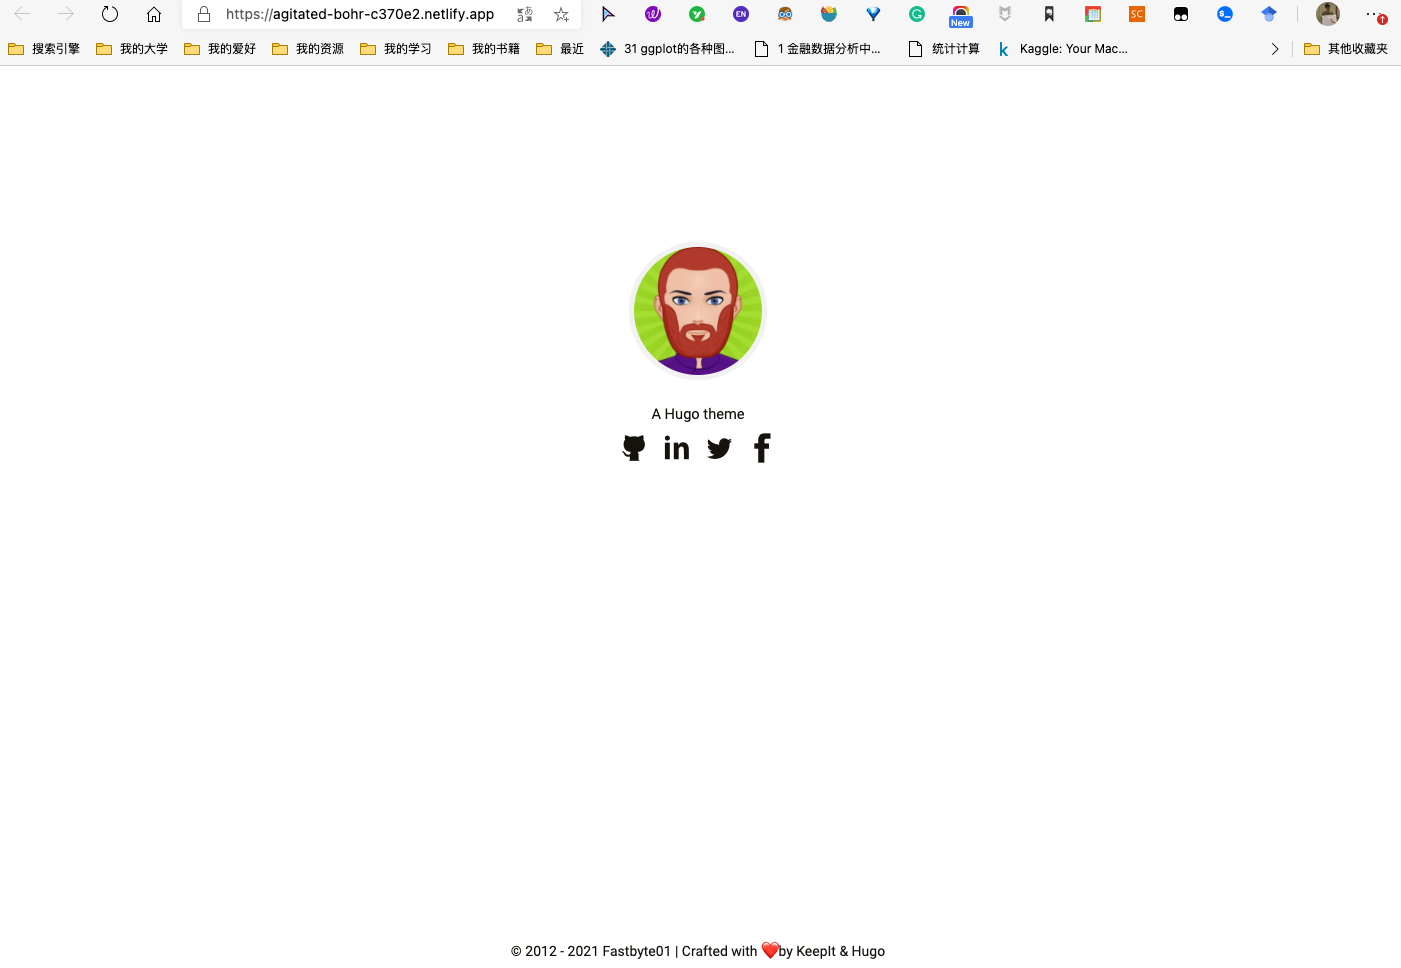 https://agitated-bohr-c370e2.netlify.app
EN
New
SC
搜索引擎 我的大学 我的爱好 我的资源 我的学习 我的书籍 最近 31 ggplot的各种图... 1 金融数据分析中... 统计计算 Kaggle: Your Mac... 其他收藏夹
A Hugo theme
© 2012 - 2021 Fastbyte01 | Crafted with ❤️by KeepIt & Hugo